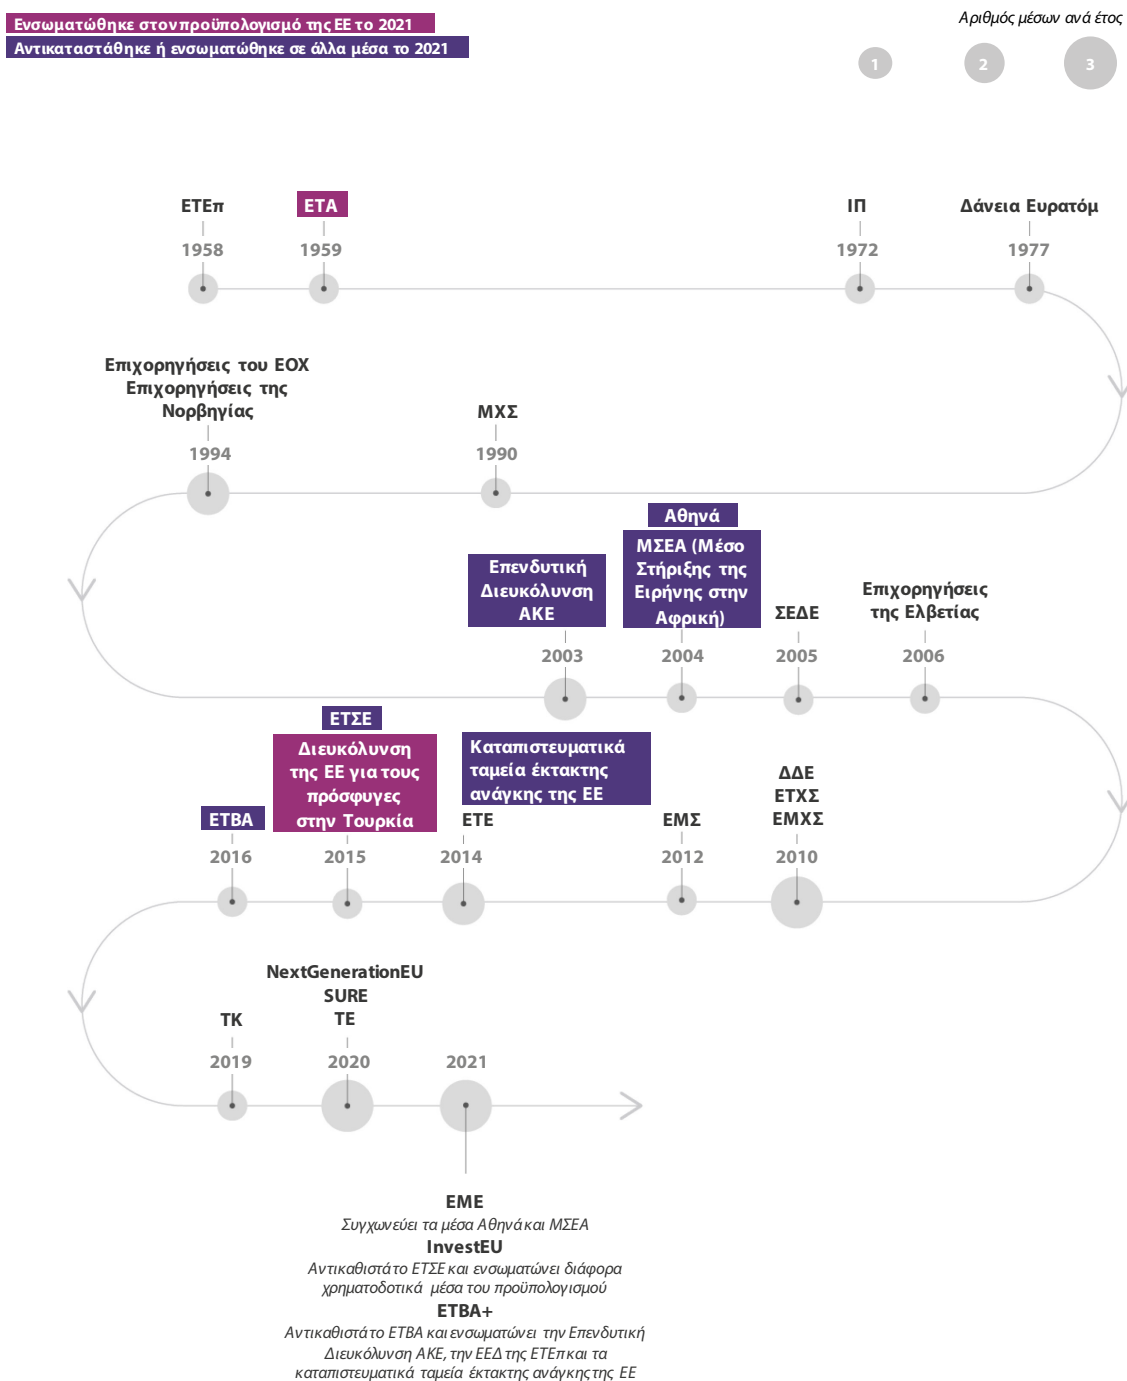 Ενσωματώθηκε στον προϋπολογισμό της ΕΕ το 2021
Αντικαταστάθηκε ή ενσωματώθηκε σε άλλα μέσα το 2021
Αριθμός μέσων ανά έτος
1
2
3
ΕΤΕπ
ΕΤΑ
ΙΠ
Δάνεια Ευρατόμ
1958
1959
1972
1977
Επιχορηγήσεις του ΕΟΧ
Επιχορηγήσεις της
Νορβηγίας
ΜΧΣ
1994
1990
Επενδυτική
Διευκόλυνση
ΑΚΕ
Αθηνά
ΜΣΕΑ (Μέσο
Στήριξης της
Ειρήνης στην
Αφρική)
ΣΕΔΕ
Επιχορηγήσεις
της Ελβετίας
2003
2004
2005
2006
ΕΤΒΑ
ΕΤΣΕ
Διευκόλυνση
της ΕΕ για τους
πρόσφυγες
στην Τουρκία
Καταπιστευματικά
ταμεία έκτακτης
ανάγκης της ΕΕ
ΕΤΕ
ΕΜΣ
ΔΔΕ
ΕΤΧΣ
ΕΜΧΣ
2016
2015
2014
2012
2010
ΤΚ
NextGenerationEU
SURE
ΤΕ
2019
2020
2021
ΕΜΕ
Συγχωνεύει τα μέσα Αθηνά και ΜΣΕΑ
InvestEU
Αντικαθιστά το ΕΤΣΕ και ενσωματώνει διάφορα
χρηματοδοτικά μέσα του προϋπολογισμού
ΕΤΒΑ+
Αντικαθιστά το ΕΤΒΑ και ενσωματώνει την Επενδυτική
Διευκόλυνση ΑΚΕ, την ΕΕΔ της ΕΤΕπ και τα
καταπιστευματικά ταμεία έκτακτης ανάγκης της ΕΕ